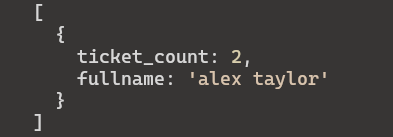 [
{
ticket_count: 2,
fullname: 'alex taylor'
}
]